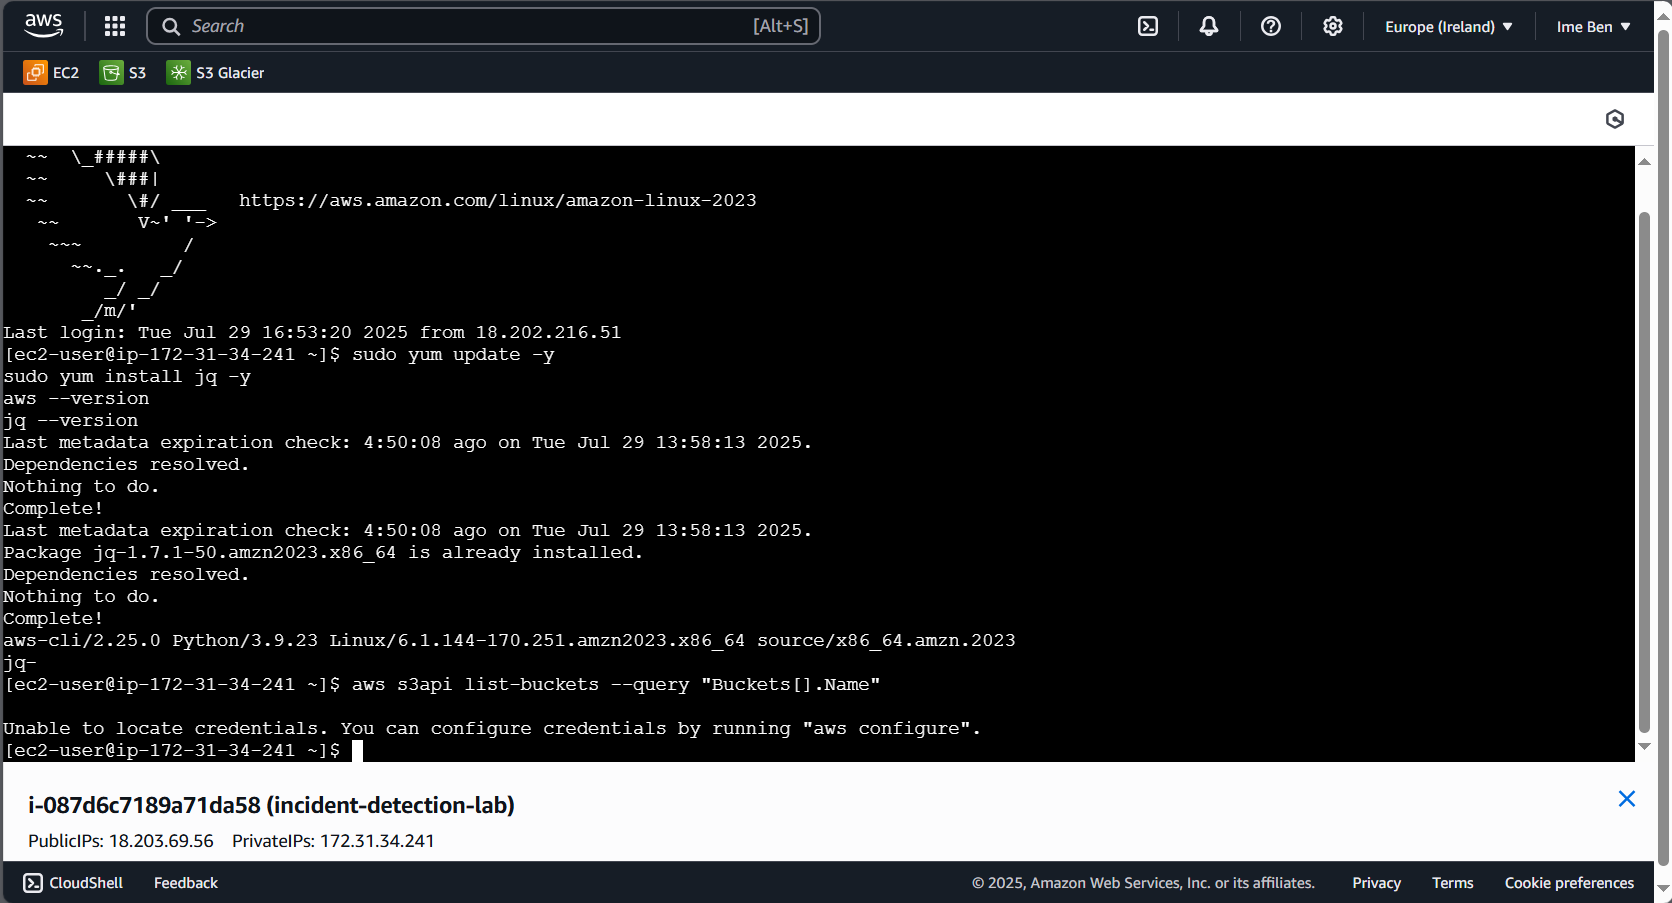 aws
Search [Alt+S] Europe (Ireland) Ime Ben
EC2 S3 S3 Glacier
~~  \_#####\
~~     \###|
~~       \#/ ___   https://aws.amazon.com/linux/amazon-linux-2023
~~       V~' '->
~~~         /
~~._.   _/
_/ _/
_/m/'
Last login: Tue Jul 29 16:53:20 2025 from 18.202.216.51
[ec2-user@ip-172-31-34-241 ~]$ sudo yum update -y
sudo yum install jq -y
aws --version
jq --version
Last metadata expiration check: 4:50:08 ago on Tue Jul 29 13:58:13 2025.
Dependencies resolved.
Nothing to do.
Complete!
Last metadata expiration check: 4:50:08 ago on Tue Jul 29 13:58:13 2025.
Package jq-1.7.1-50.amzn2023.x86_64 is already installed.
Dependencies resolved.
Nothing to do.
Complete!
aws-cli/2.25.0 Python/3.9.23 Linux/6.1.144-170.251.amzn2023.x86_64 source/x86_64.amzn.2023
jq-
[ec2-user@ip-172-31-34-241 ~]$ aws s3api list-buckets --query "Buckets[].Name"
Unable to locate credentials. You can configure credentials by running "aws configure".
[ec2-user@ip-172-31-34-241 ~]$
i-087d6c7189a71da58 (incident-detection-lab)
PublicIPs: 18.203.69.56 PrivateIPs: 172.31.34.241
CloudShell Feedback © 2025, Amazon Web Services, Inc. or its affiliates. Privacy Terms Cookie preferences